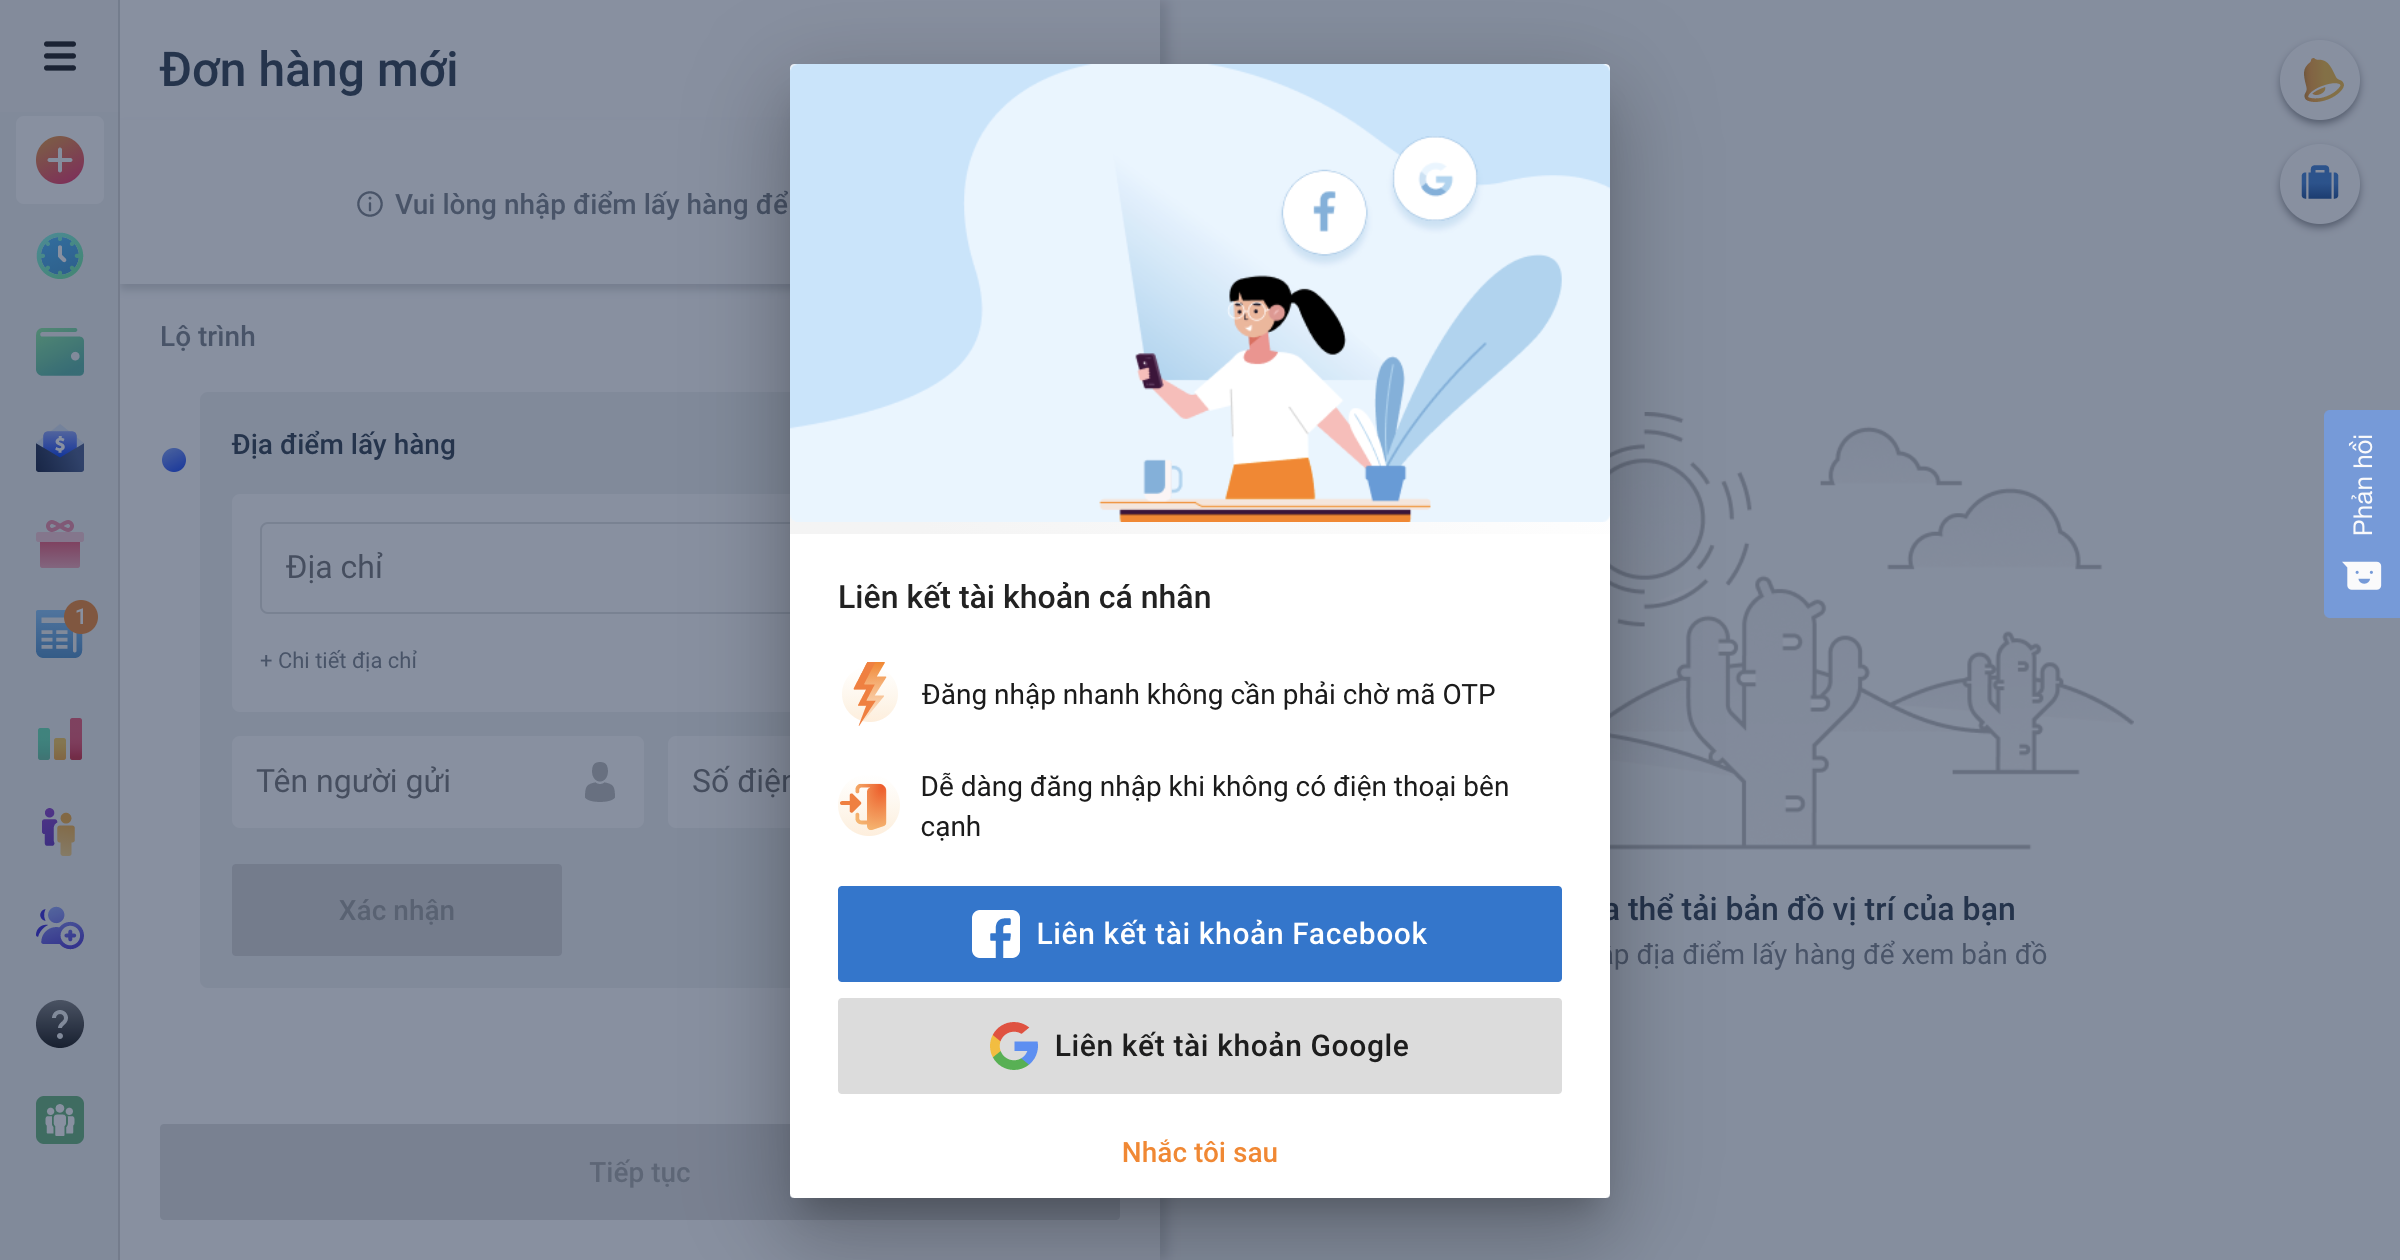 Đơn hàng mới
Vui lòng nhập điểm lấy hàng để
Lộ trình
Địa điểm lấy hàng
Địa chỉ
+ Chi tiết địa chỉ
Tên người gửi
Số
Xác nhận
Tiếp tục
1
$
Liên kết tài khoản cá nhân
Đăng nhập nhanh không cần phải chờ mã OTP
Dễ dàng đăng nhập khi không có điện thoại bên
cạnh
Liên kết tài khoản Facebook
Liên kết tài khoản Google
Nhắc tôi sau
thể tải bản đồ vị trí của bạn
địa điểm lấy hàng để xem bản đồ
Phản hồi